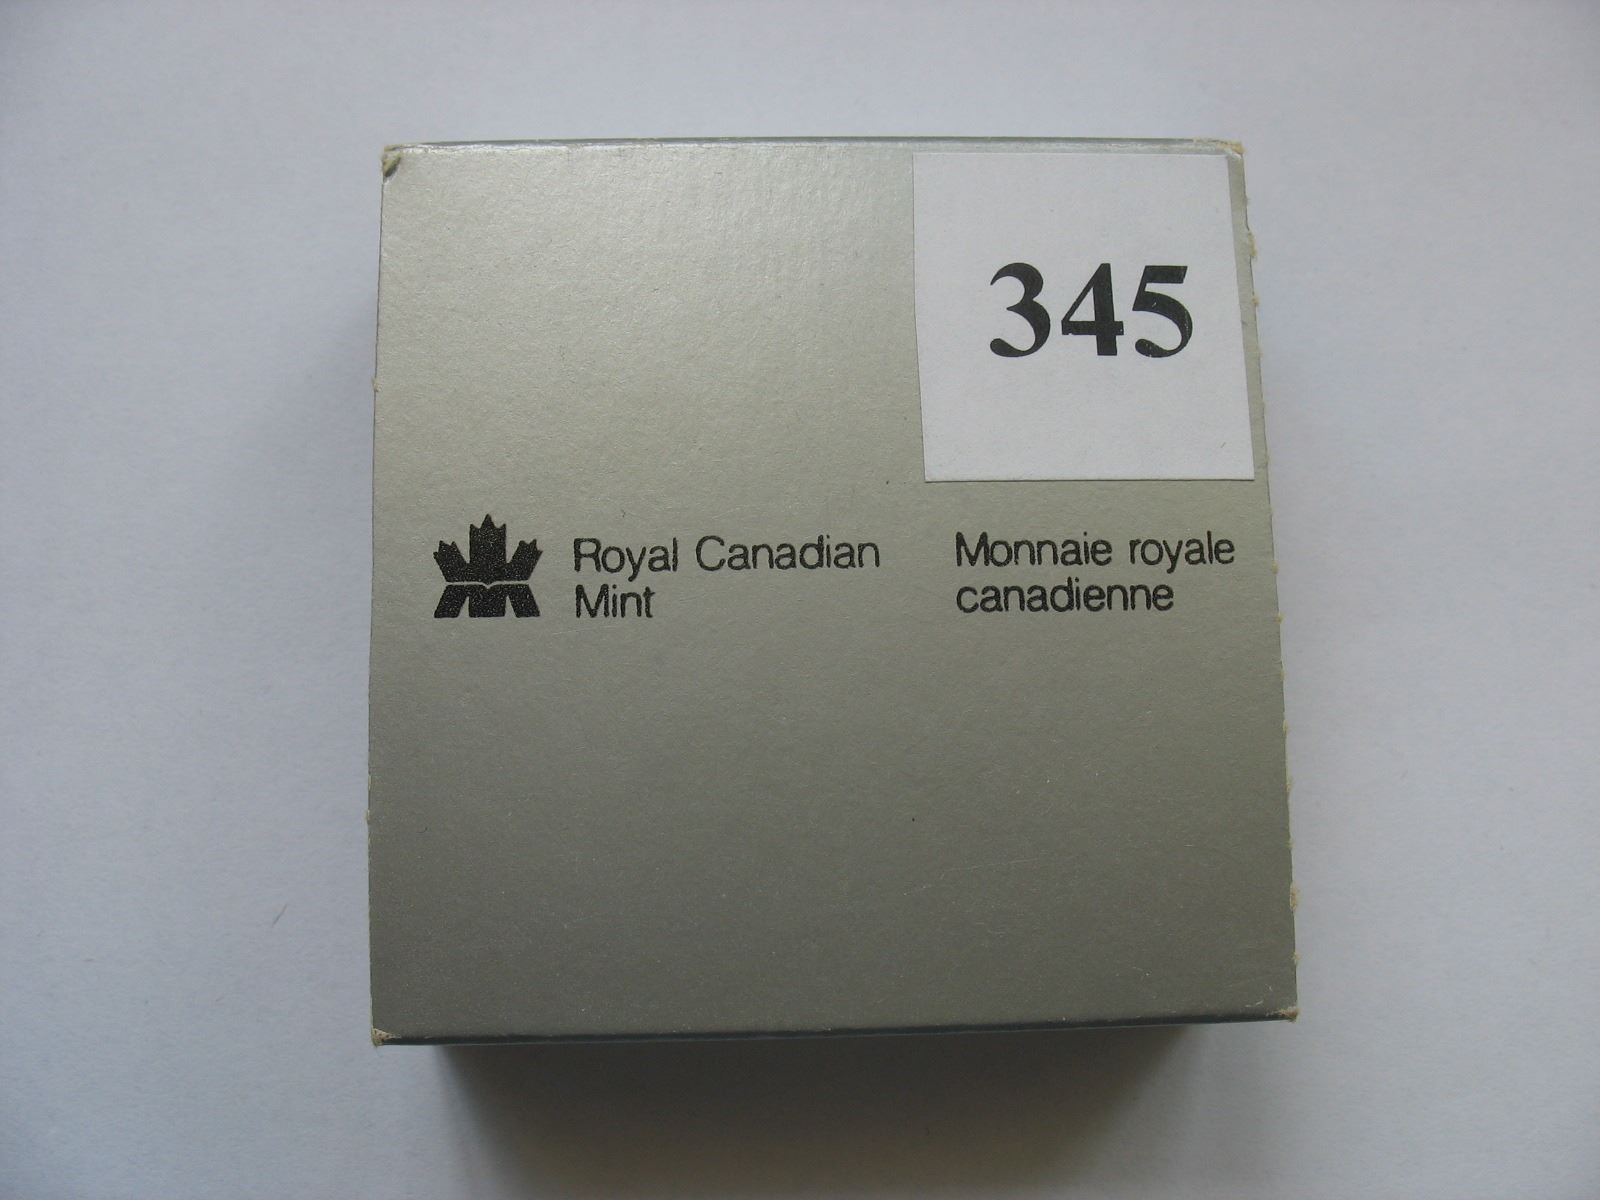 345
Royal Canadian
Mint
Monnaie royale
canadienne